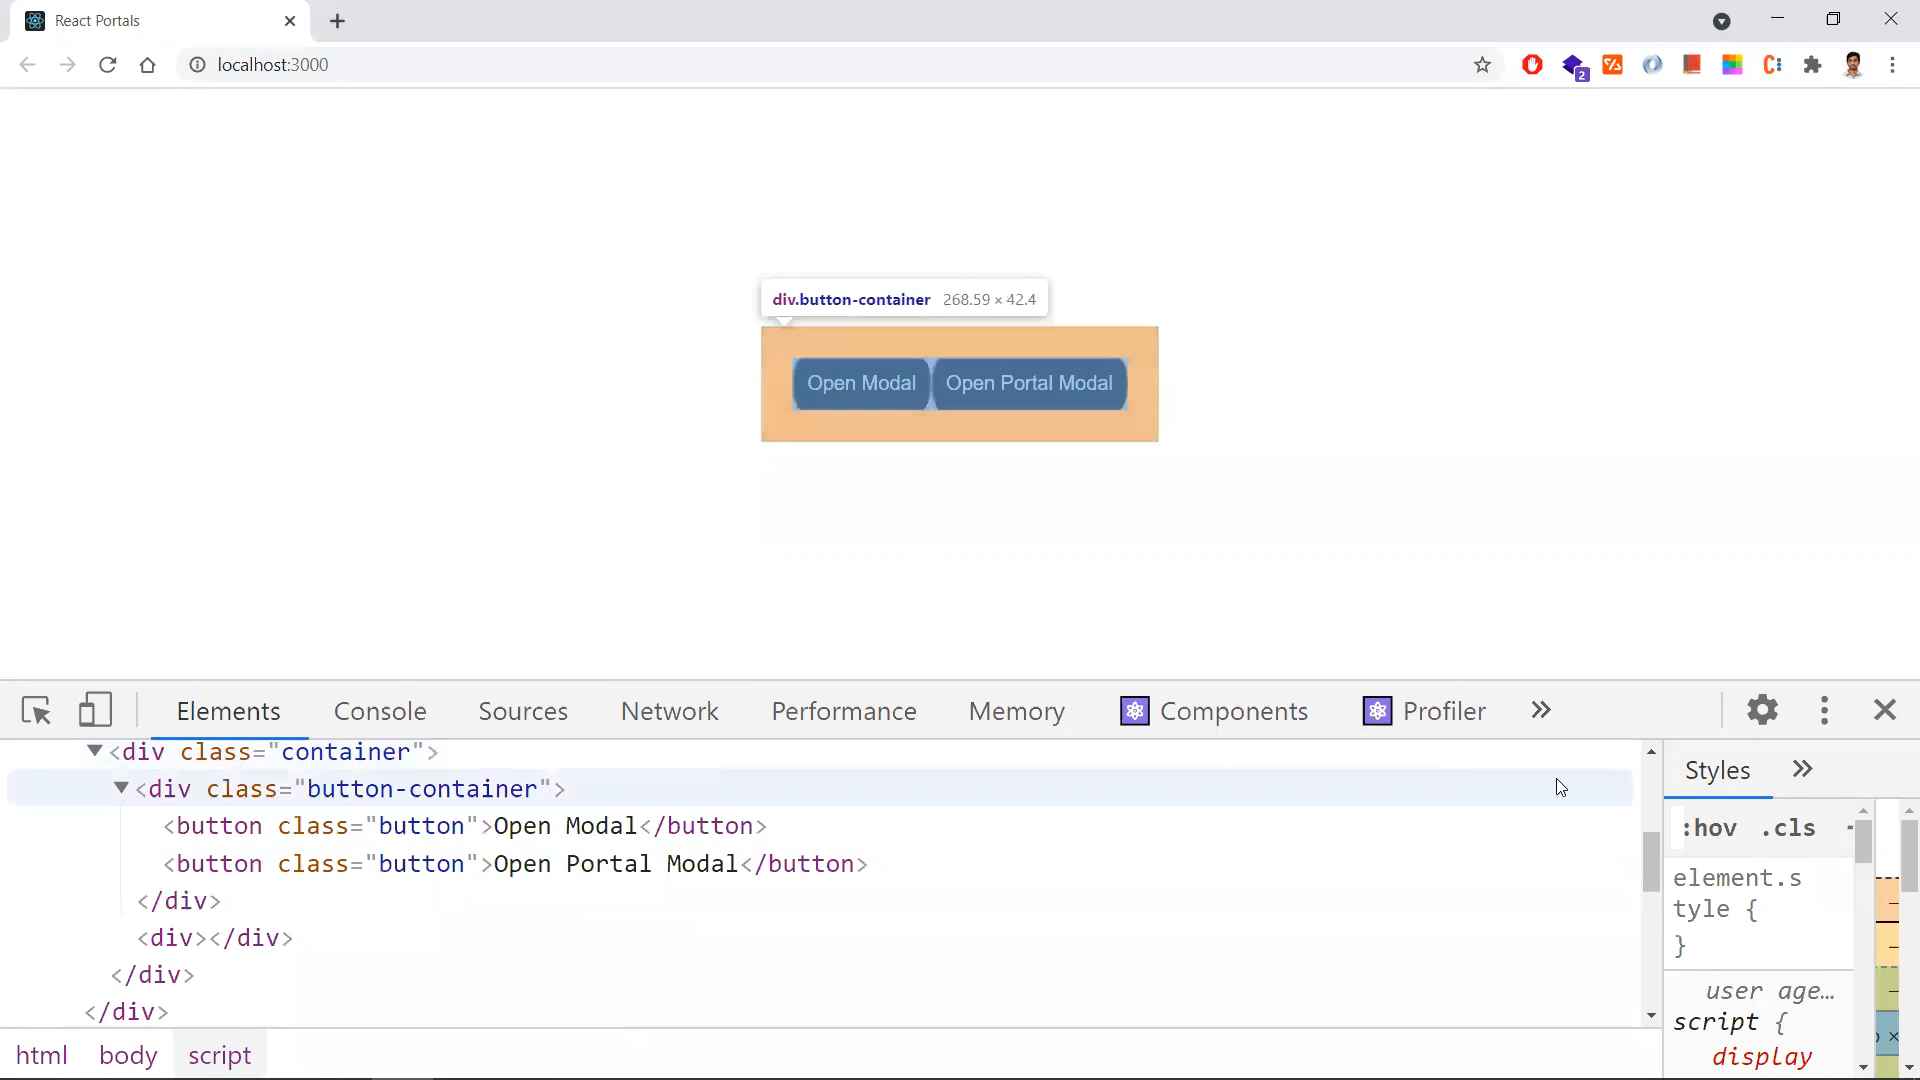 React Portals
localhost:3000
2
div.button-container 268.59 × 42.4
Open Modal Open Portal Modal
Elements Console Sources Network Performance Memory Components Profiler
<div class="container">
<div class="button-container">
<button class="button">Open Modal</button>
<button class="button">Open Portal Modal</button>
</div>
<div></div>
</div>
</div>
html body script
Styles
:hov .cls
element.s
tyle {
}
user age…
script {
display